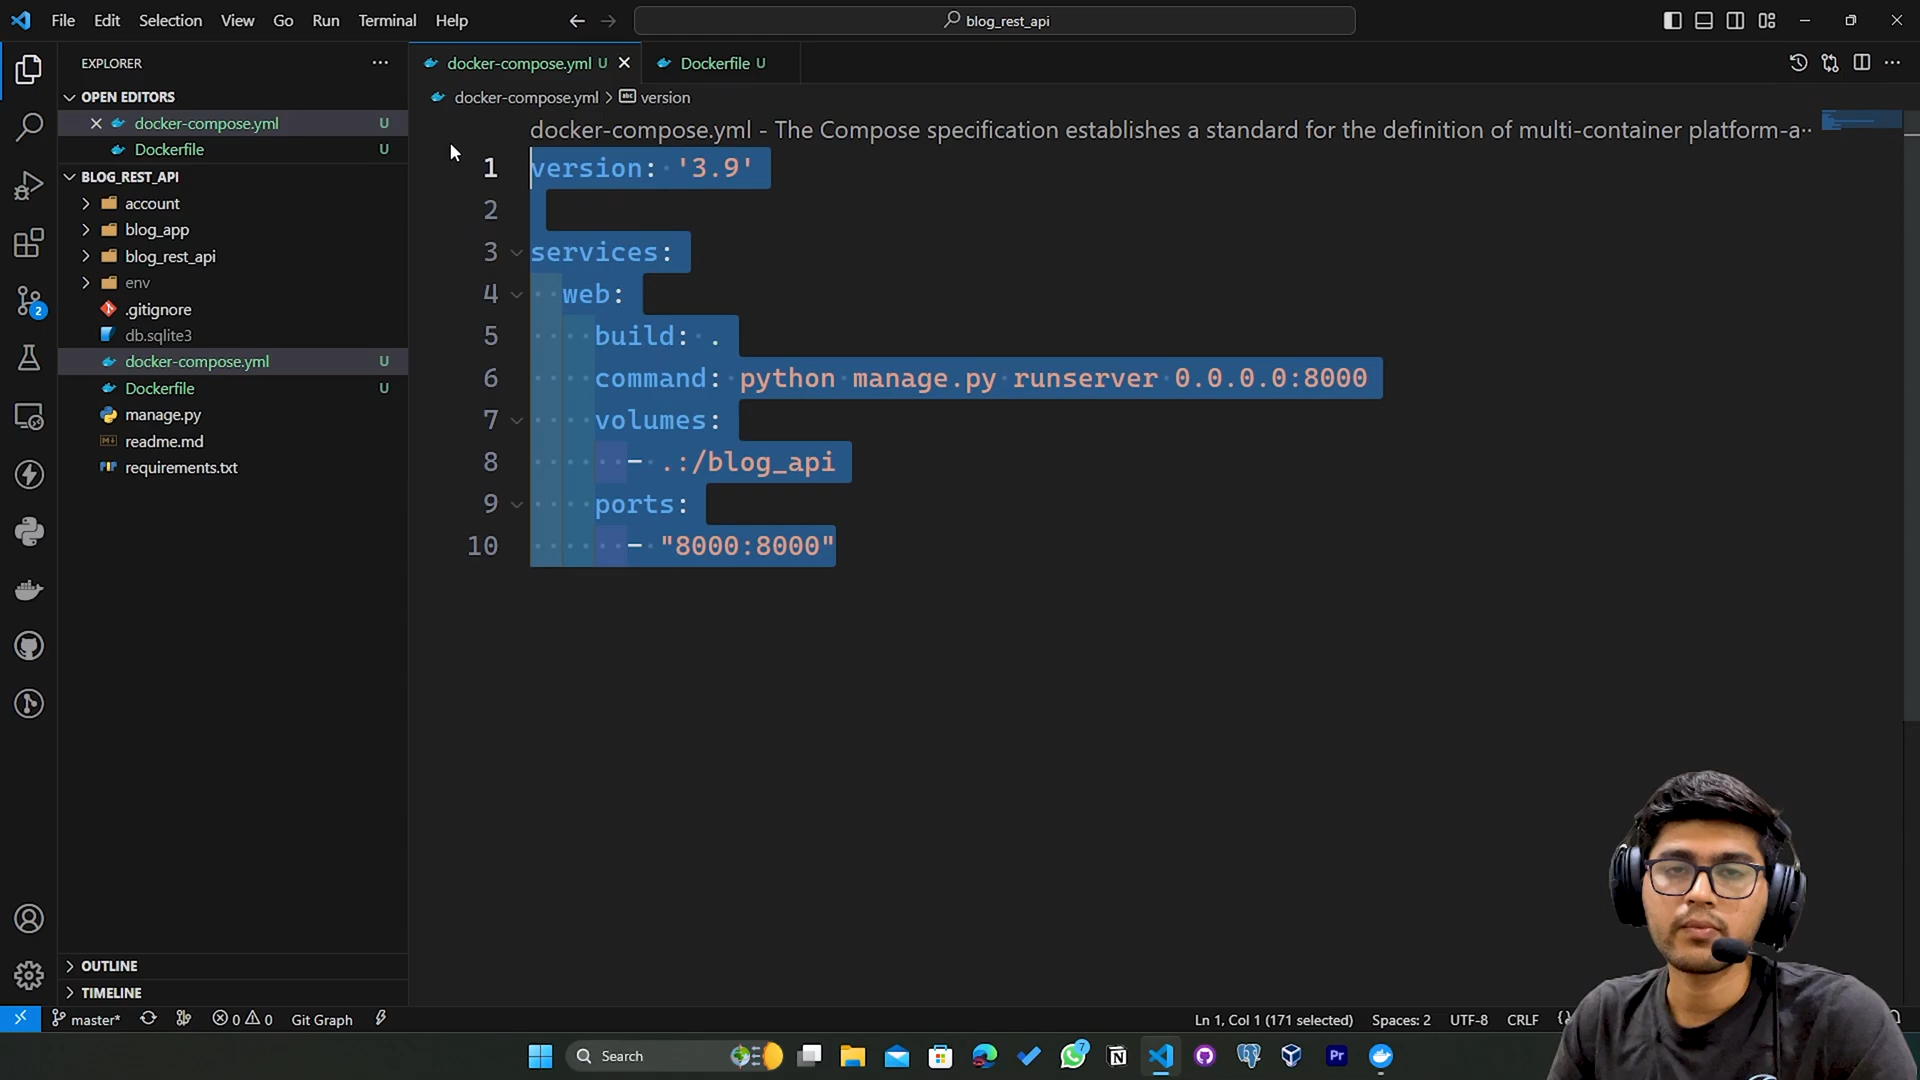 File Edit Selection View Go Run Terminal Help
blog_rest_api
EXPLORER
OPEN EDITORS
docker-compose.yml U
Dockerfile U
BLOG_REST_API
account
blog_app
blog_rest_api
env
.gitignore
db.sqlite3
docker-compose.yml U
Dockerfile U
manage.py
readme.md
requirements.txt
OUTLINE
TIMELINE
docker-compose.yml U
Dockerfile U
docker-compose.yml > version
docker-compose.yml - The Compose specification establishes a standard for the definition of multi-container platform-a…
1 version: '3.9'
2
3 services:
4 web:
5 build: .
6 command: python manage.py runserver 0.0.0.0:8000
7 volumes:
8 - .:/blog_api
9 ports:
10 - "8000:8000"
2
master* 0 0 Git Graph
Ln 1, Col 1 (171 selected) Spaces: 2 UTF-8 CRLF
Search
7
Pr